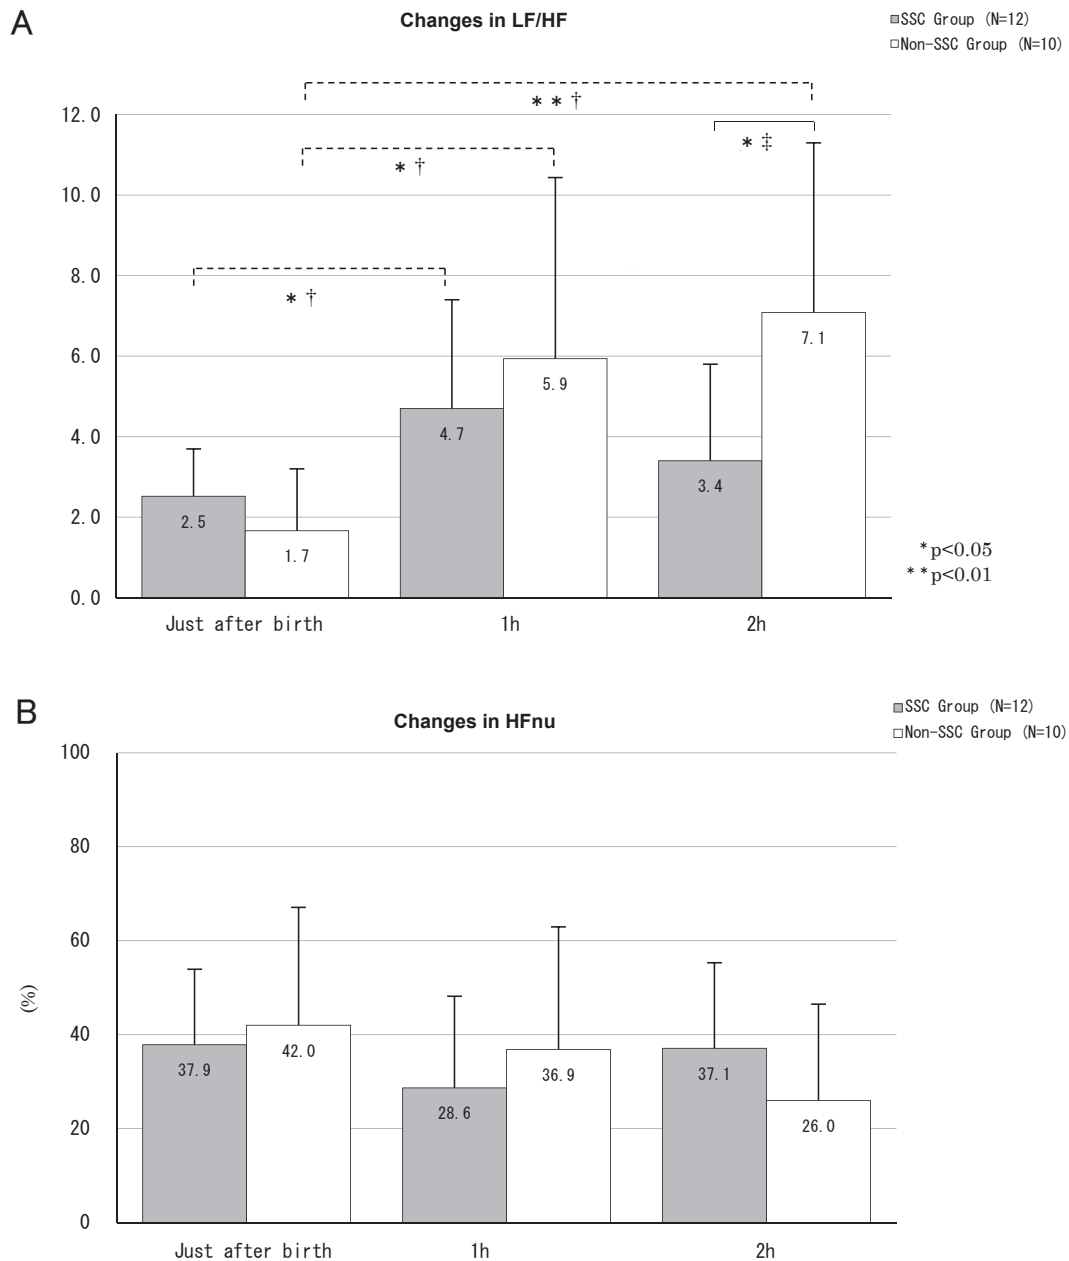 A
Changes in LF/HF
SSC Group (N=12)
Non-SSC Group (N=10)
**†
12.0
*‡
*†
10.0
8.0
*†
7.1
6.0
5.9
4.7
4.0
3.4
2.5
2.0
1.7
*p<0.05
**p<0.01
0.0
Just after birth 1h 2h
B
Changes in HFnu
SSC Group (N=12)
Non-SSC Group (N=10)
100
80
60
(%)
40
42.0
37.9
36.9
37.1
28.6
26.0
20
0
Just after birth 1h 2h